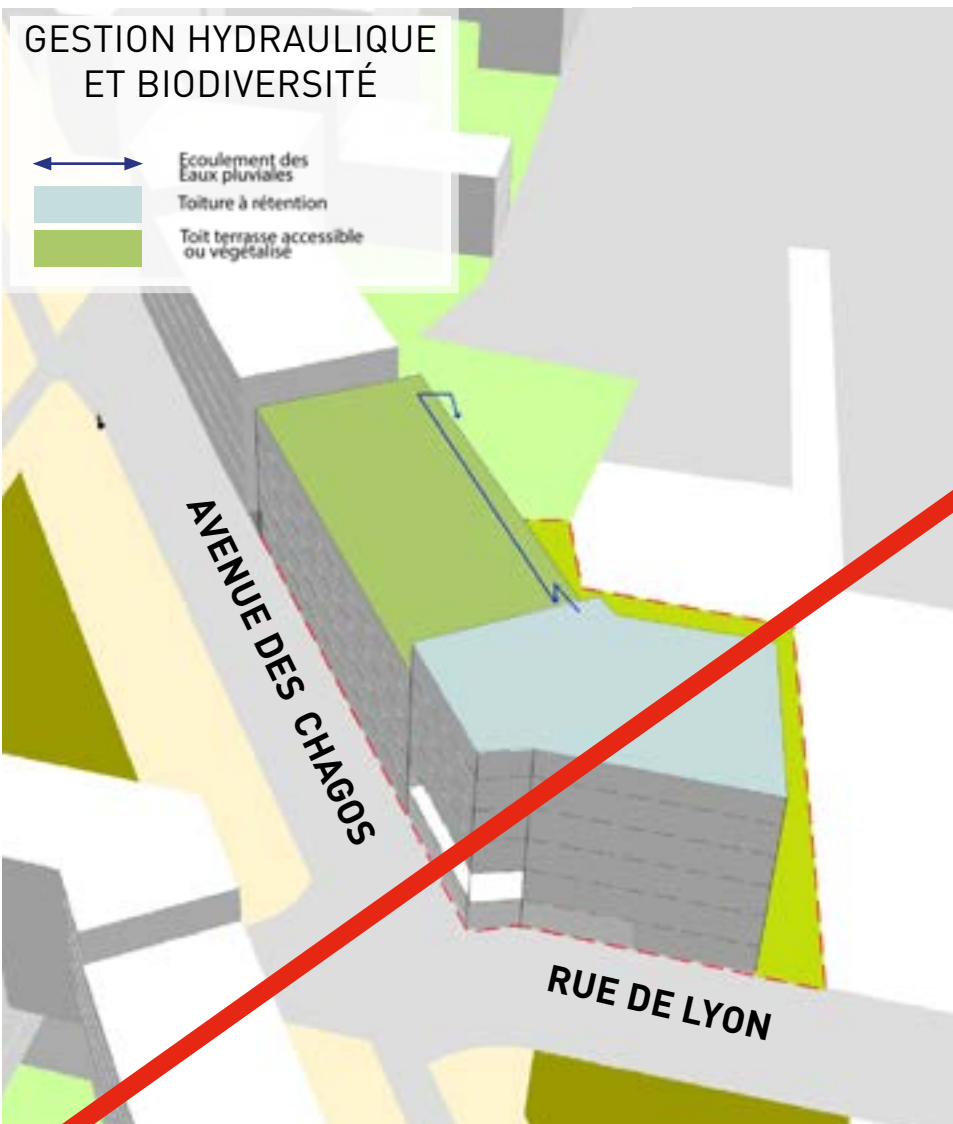 GESTION HYDRAULIQUE
ET BIODIVERSITÉ
Ecoulement des
Eaux pluviales
Toiture à rétention
Toit terrasse accessible
ou végétalisé
AVENUE DES CHAGOS
RUE DE LYON